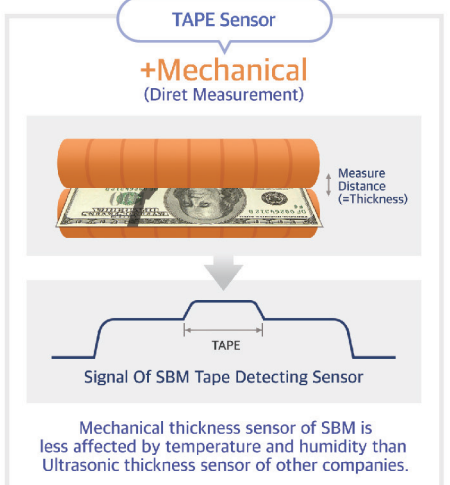 TAPE Sensor
+Mechanical
(Diret Measurement)
Measure
Distance
(=Thickness)
TAPE
Signal Of SBM Tape Detecting Sensor
Mechanical thickness sensor of SBM is
less affected by temperature and humidity than
Ultrasonic thickness sensor of other companies.